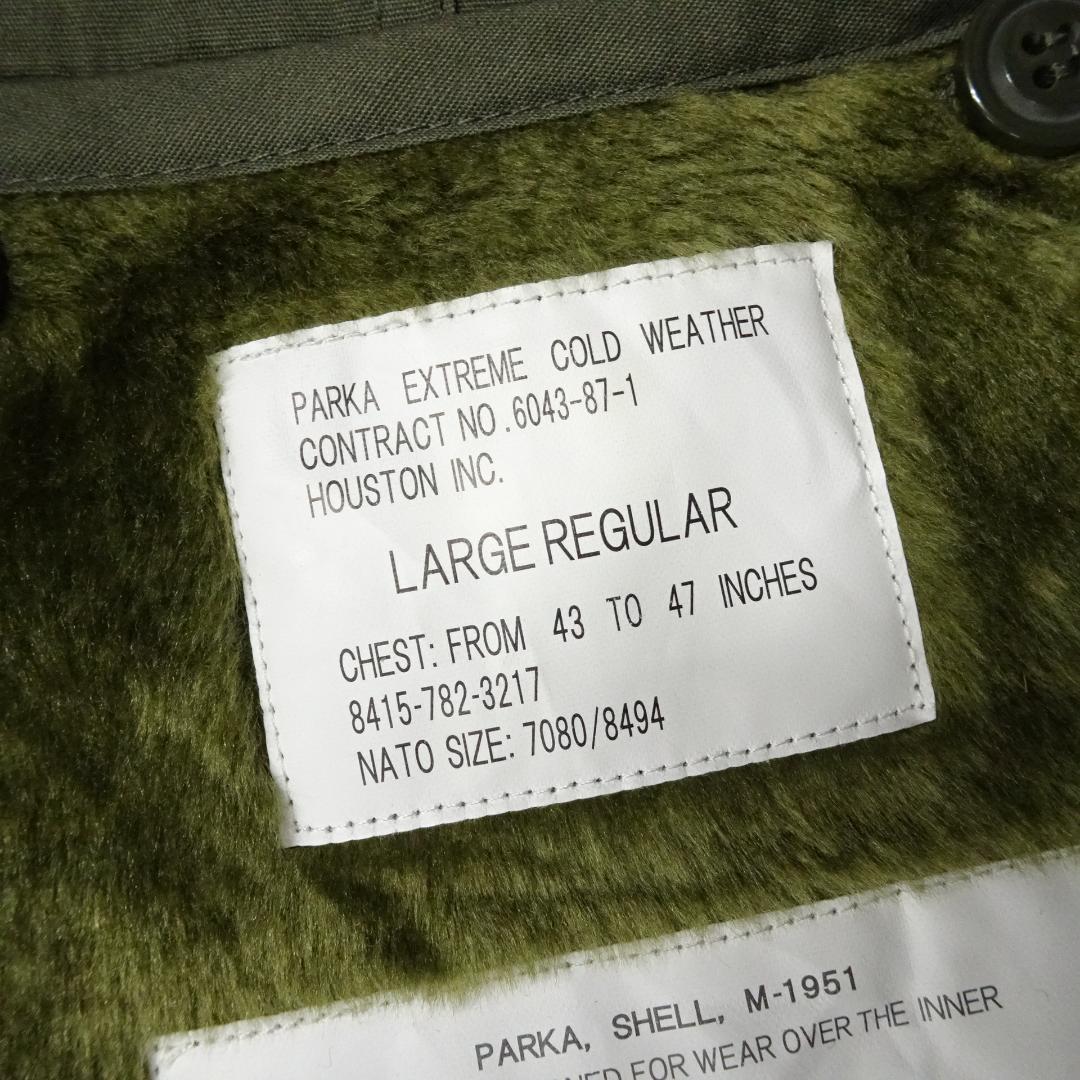 PARKA EXTREME COLD WEATHER
CONTRACT NO.6043-87-1
HOUSTON INC.
LARGE REGULAR
CHEST: FROM 43 TO 47 INCHES
8415-782-3217
NATO SIZE: 7080/8494
PARKA, SHELL, M-1951
FOR WEAR OVER THE INNER